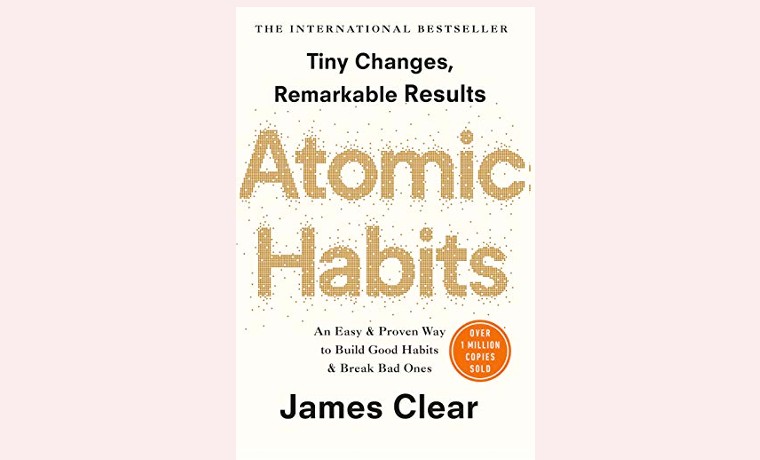 THE INTERNATIONAL BESTSELLER
Tiny Changes,
Remarkable Results
Atomic
Habits
An Easy & Proven Way
to Build Good Habits
& Break Bad Ones
OVER
1 MILLION
COPIES
SOLD
James Clear